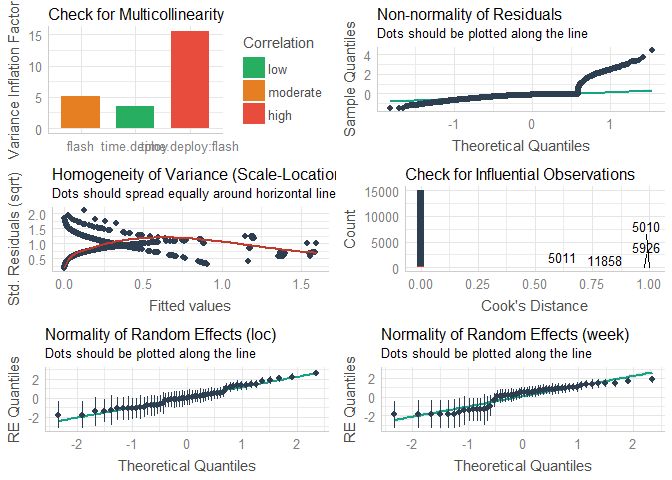 Check for Multicollinearity
Variance Inflation Factor
15
10
5
0
flash
time.deploy
time.deploy:flash
Correlation
low
moderate
high
Non-normality of Residuals
Dots should be plotted along the line
Sample Quantiles
4
2
0
-1
0
1
Theoretical Quantiles
Homogeneity of Variance (Scale-Location
Dots should spread equally around horizontal line
Std. Residuals (sqrt)
2.0
1.5
1.0
0.5
0.0
0.5
1.0
1.5
Fitted values
Check for Influential Observations
Count
15000
10000
5000
0
5010
5926
5011
11858
0.00
0.25
0.50
0.75
1.00
Cook's Distance
Normality of Random Effects (loc)
Dots should be plotted along the line
RE Quantiles
2
0
-2
-2
-1
0
1
2
Theoretical Quantiles
Normality of Random Effects (week)
Dots should be plotted along the line
RE Quantiles
2
0
-2
-2
-1
0
1
2
Theoretical Quantiles